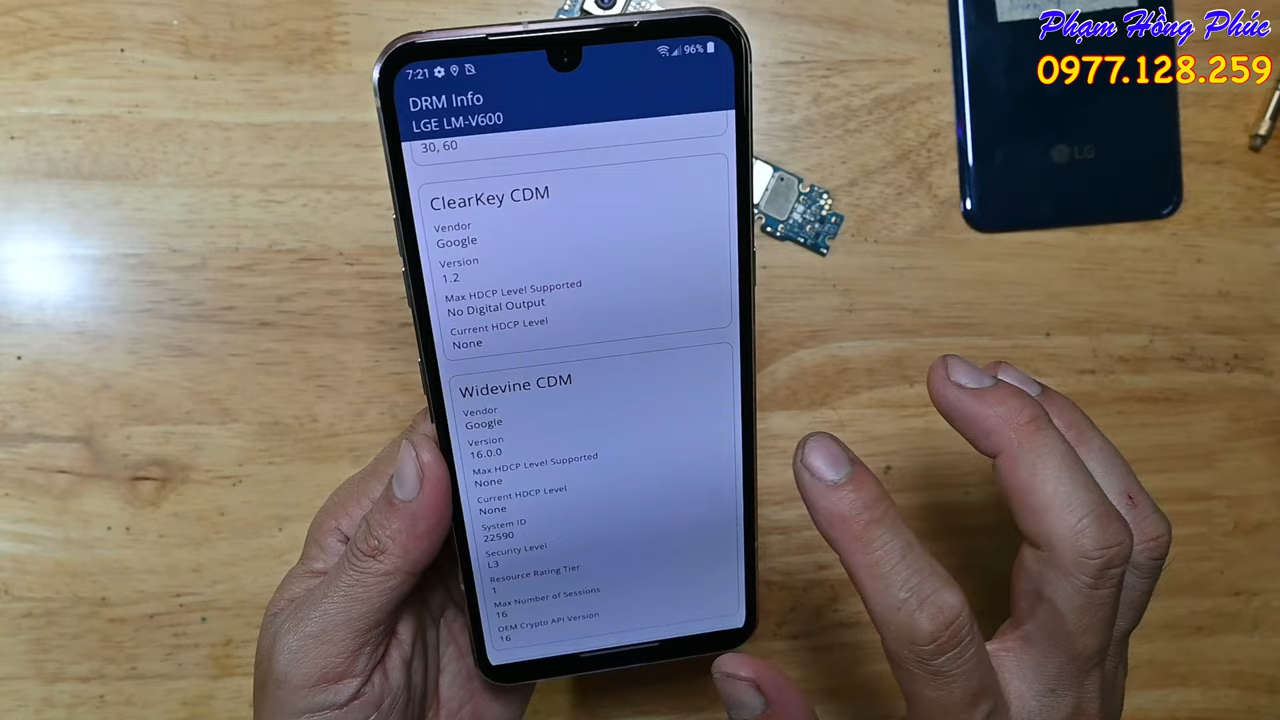 Phạm Hồng Phúc
0977.128.259
7:21
96%
DRM Info
LGE LM-V600
30, 60
ClearKey CDM
Vendor
Google
Version
1.2
Max HDCP Level Supported
No Digital Output
Current HDCP Level
None
Widevine CDM
Vendor
Google
Version
16.0.0
Max HDCP Level Supported
None
Current HDCP Level
None
System ID
22590
Security Level
L3
Resource Rating Tier
1
Max Number of Sessions
16
OEM Crypto API Version
16
LG